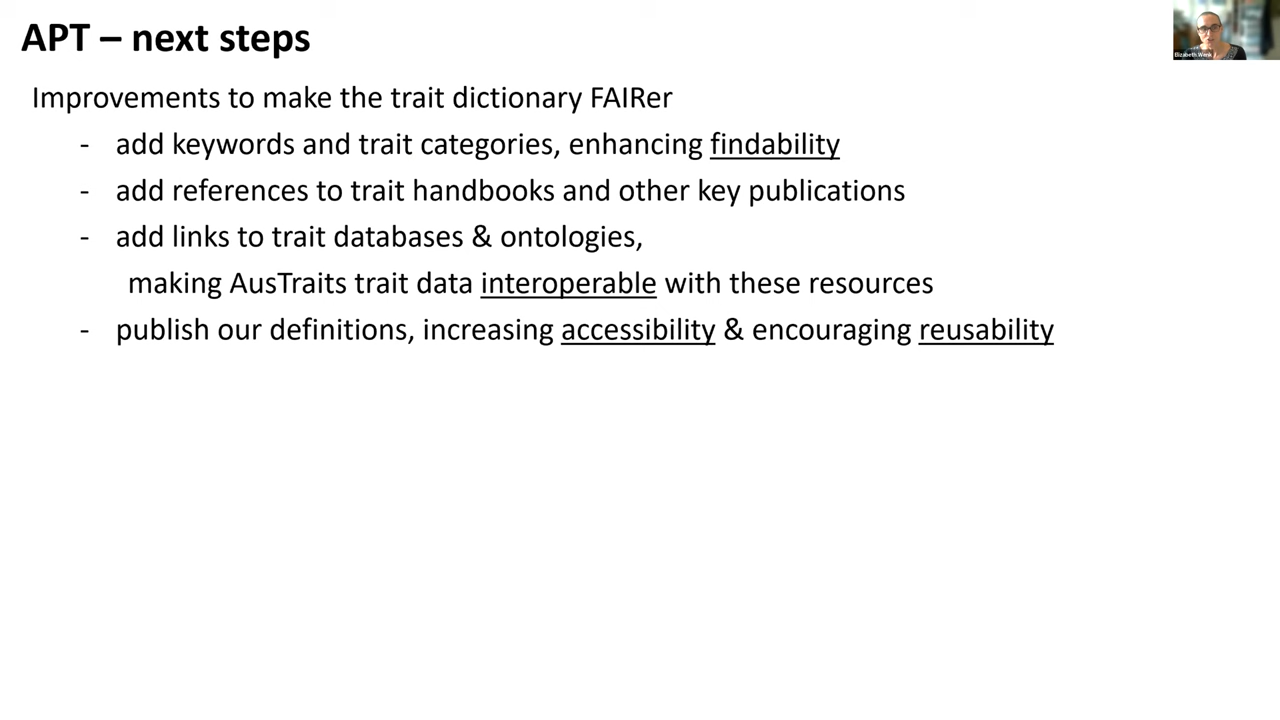 APT – next steps
Elizabeth Wenk
Improvements to make the trait dictionary FAIRer
- add keywords and trait categories, enhancing findability
- add references to trait handbooks and other key publications
- add links to trait databases & ontologies,
making AusTraits trait data interoperable with these resources
- publish our definitions, increasing accessibility & encouraging reusability